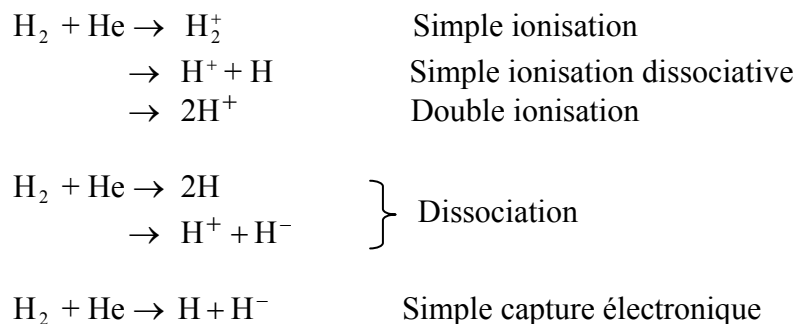 H₂ + He → H₂⁺ Simple ionisation
→ H⁺ + H Simple ionisation dissociative
→ 2H⁺ Double ionisation
H₂ + He → 2H
→ H⁺ + H⁻ } Dissociation
H₂ + He → H + H⁻ Simple capture électronique